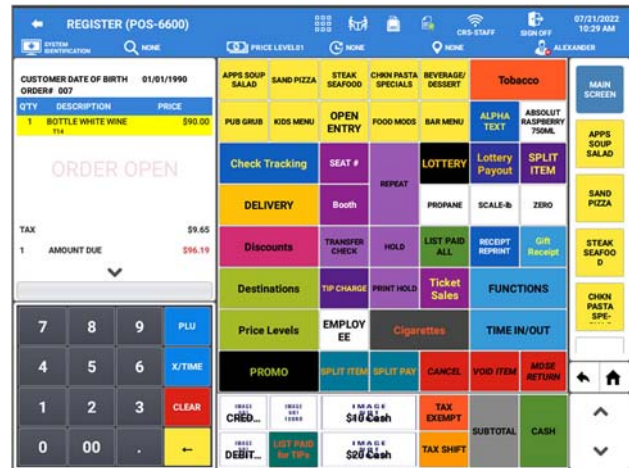 REGISTER (POS-6600)
CRS-STAFF
SIGN OFF
07/21/2022
10:29 AM
SYSTEM
IDENTIFICATION
NONE
PRICE LEVEL01
NONE
NONE
ALEXANDER
CUSTOMER DATE OF BIRTH 01/01/1990
ORDER# 007
Q'TY DESCRIPTION PRICE
1 BOTTLE WHITE WINE $90.00
T14
ORDER OPEN
TAX $9.65
1 AMOUNT DUE $96.19
7 8 9 PLU
4 5 6 X/TIME
1 2 3 CLEAR
0 00 . ←
APPS SOUP
SALAD
SAND PIZZA
STEAK
SEAFOOD
CHKN PASTA
SPECIALS
BEVERAGE/
DESSERT
Tobacco
PUB GRUB
KIDS MENU
OPEN
ENTRY
FOOD MODS
BAR MENU
ALPHA
TEXT
ABSOLUT
RASPBERRY
750ML
Check Tracking
SEAT #
REPEAT
LOTTERY
Lottery
Payout
SPLIT
ITEM
DELIVERY
Booth
PROPANE
SCALE-lb
ZERO
Discounts
TRANSFER
CHECK
HOLD
LIST PAID
ALL
RECEIPT
REPRINT
Gift
Receipt
Destinations
TIP CHARGE
PRINT HOLD
Ticket
Sales
FUNCTIONS
Price Levels
EMPLOY
EE
Cigarettes
TIME IN/OUT
PROMO
SPLIT ITEM
SPLIT PAY
CANCEL
VOID ITEM
MDSE
RETURN
CRED...
$10 Cash
TAX
EXEMPT
SUBTOTAL
CASH
DEBIT...
LIST PAID
for TIPs
$20 Cash
TAX SHIFT
MAIN
SCREEN
APPS
SOUP
SALAD
SAND
PIZZA
STEAK
SEAFOO
D
CHKN
PASTA
SPE-